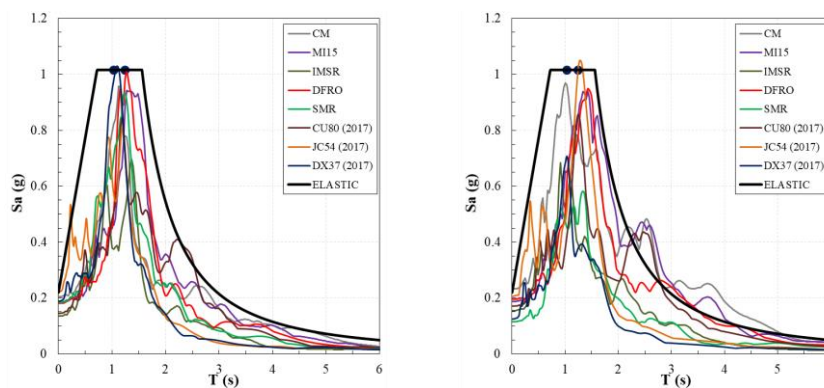 1.2
1
0.8
0.6
0.4
0.2
0
Sa (g)
0 1 2 3 4 5 6
T (s)
CM
MI15
IMSR
DFRO
SMR
CU80 (2017)
JC54 (2017)
DX37 (2017)
ELASTIC
1.2
1
0.8
0.6
0.4
0.2
0
Sa (g)
0 1 2 3 4 5
T (s)
CM
MI15
IMSR
DFRO
SMR
CU80 (2017)
JC54 (2017)
DX37 (2017)
ELASTIC